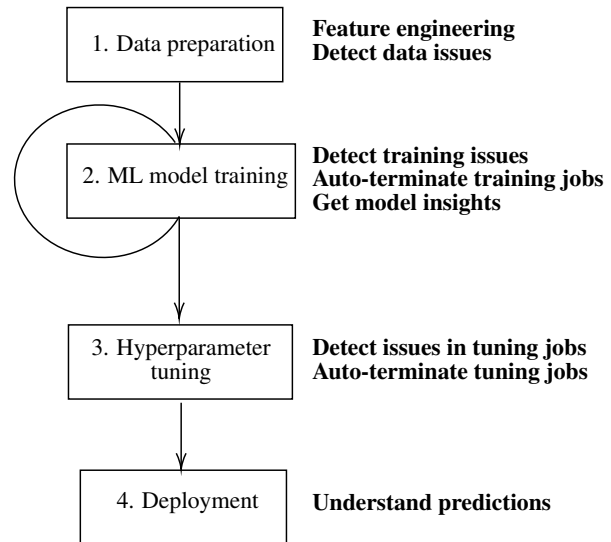 1. Data preparation
Feature engineering
Detect data issues
2. ML model training
Detect training issues
Auto-terminate training jobs
Get model insights
3. Hyperparameter
tuning
Detect issues in tuning jobs
Auto-terminate tuning jobs
4. Deployment
Understand predictions